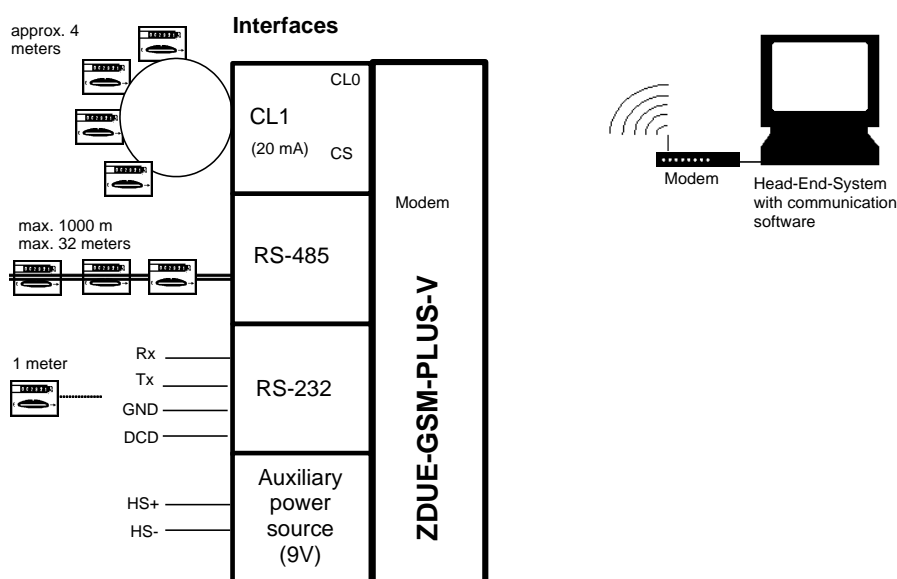 Interfaces
approx. 4
meters
CL0
CL1
(20 mA)
CS
max. 1000 m
max. 32 meters
RS-485
1 meter
Rx
Tx
GND
DCD
RS-232
HS+
HS-
Auxiliary
power
source
(9V)
Modem
ZDUE-GSM-PLUS-V
Modem
Head-End-System
with communication
software